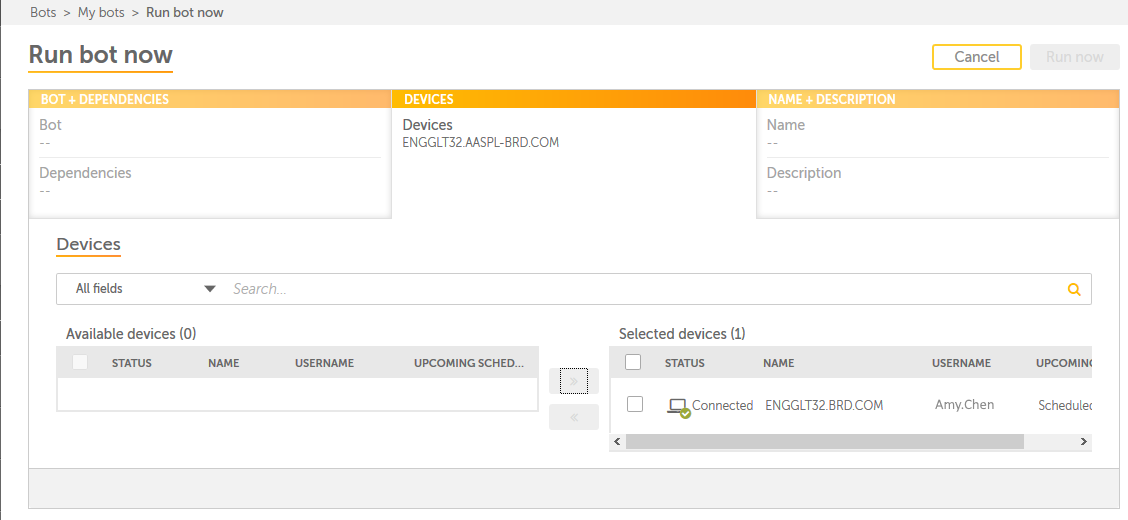 Bots > My bots > Run bot now
Run bot now
Cancel
Run now
BOT + DEPENDENCIES
Bot
--
Dependencies
--
DEVICES
Devices
ENGGLT32.AASPL-BRD.COM
NAME + DESCRIPTION
Name
--
Description
--
Devices
All fields
Search...
Available devices (0)
STATUS NAME USERNAME UPCOMING SCHED...
Selected devices (1)
STATUS NAME USERNAME UPCOMING
Connected ENGGLT32.BRD.COM Amy.Chen Scheduled